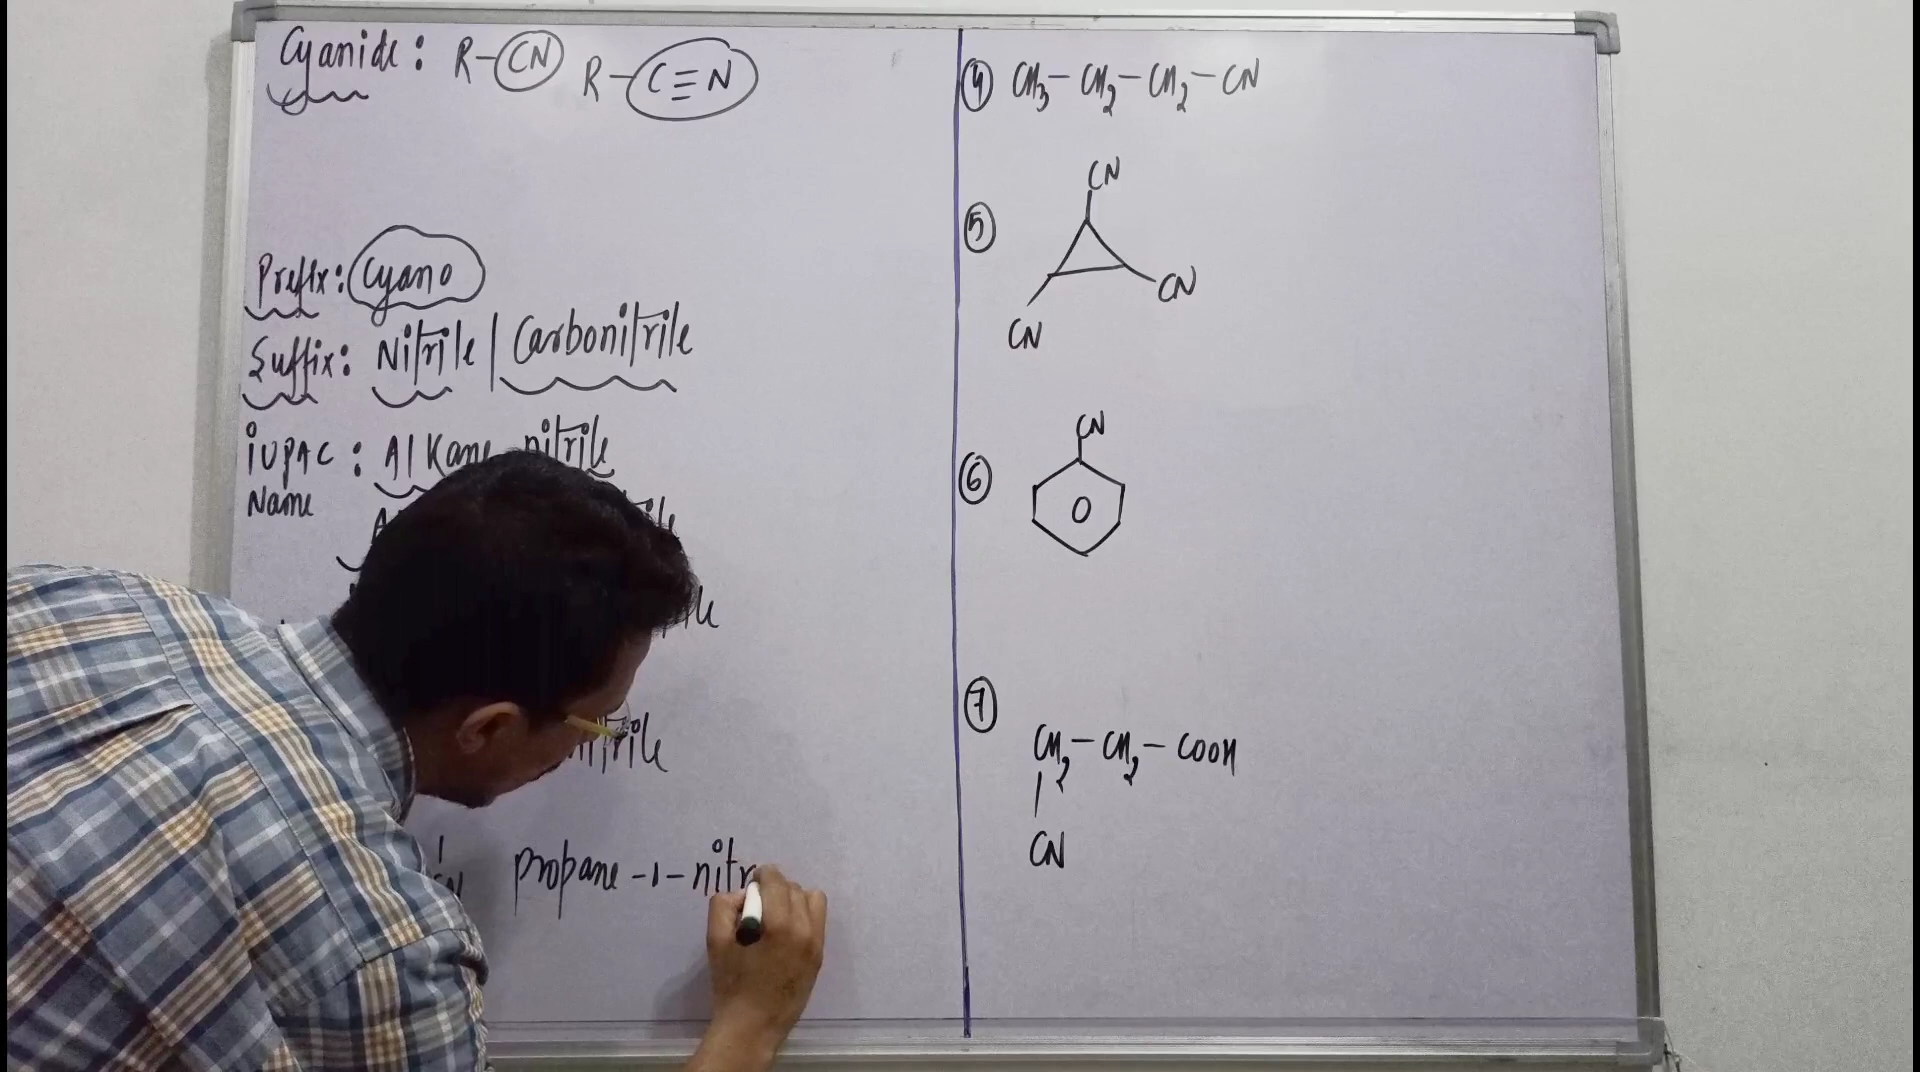 Cyanide: R-CN R-C≡N
Prefix: Cyano
Suffix: Nitrile | Carbonitrile
iUPAC: Alkane nitrile
Name
propane -1- nitr
CN
④ CH3-CH2-CH2-CN
CN
⑤
CN
CN
CN
⑥
⑦
CH2-CH2-COOH
CN